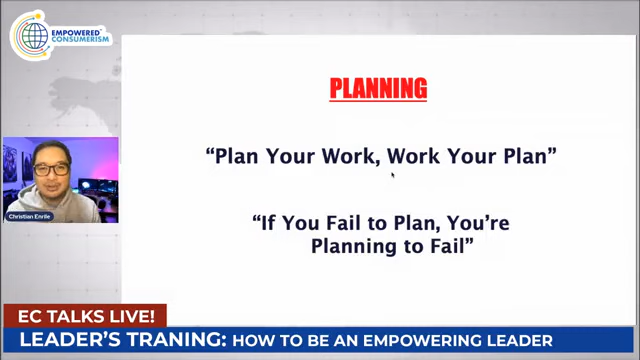 EMPOWERED
CONSUMERISM
PLANNING
“Plan Your Work, Work Your Plan”
Christian Enrile
“If You Fail to Plan, You’re
Planning to Fail”
EC TALKS LIVE!
LEADER’S TRANING: HOW TO BE AN EMPOWERING LEADER